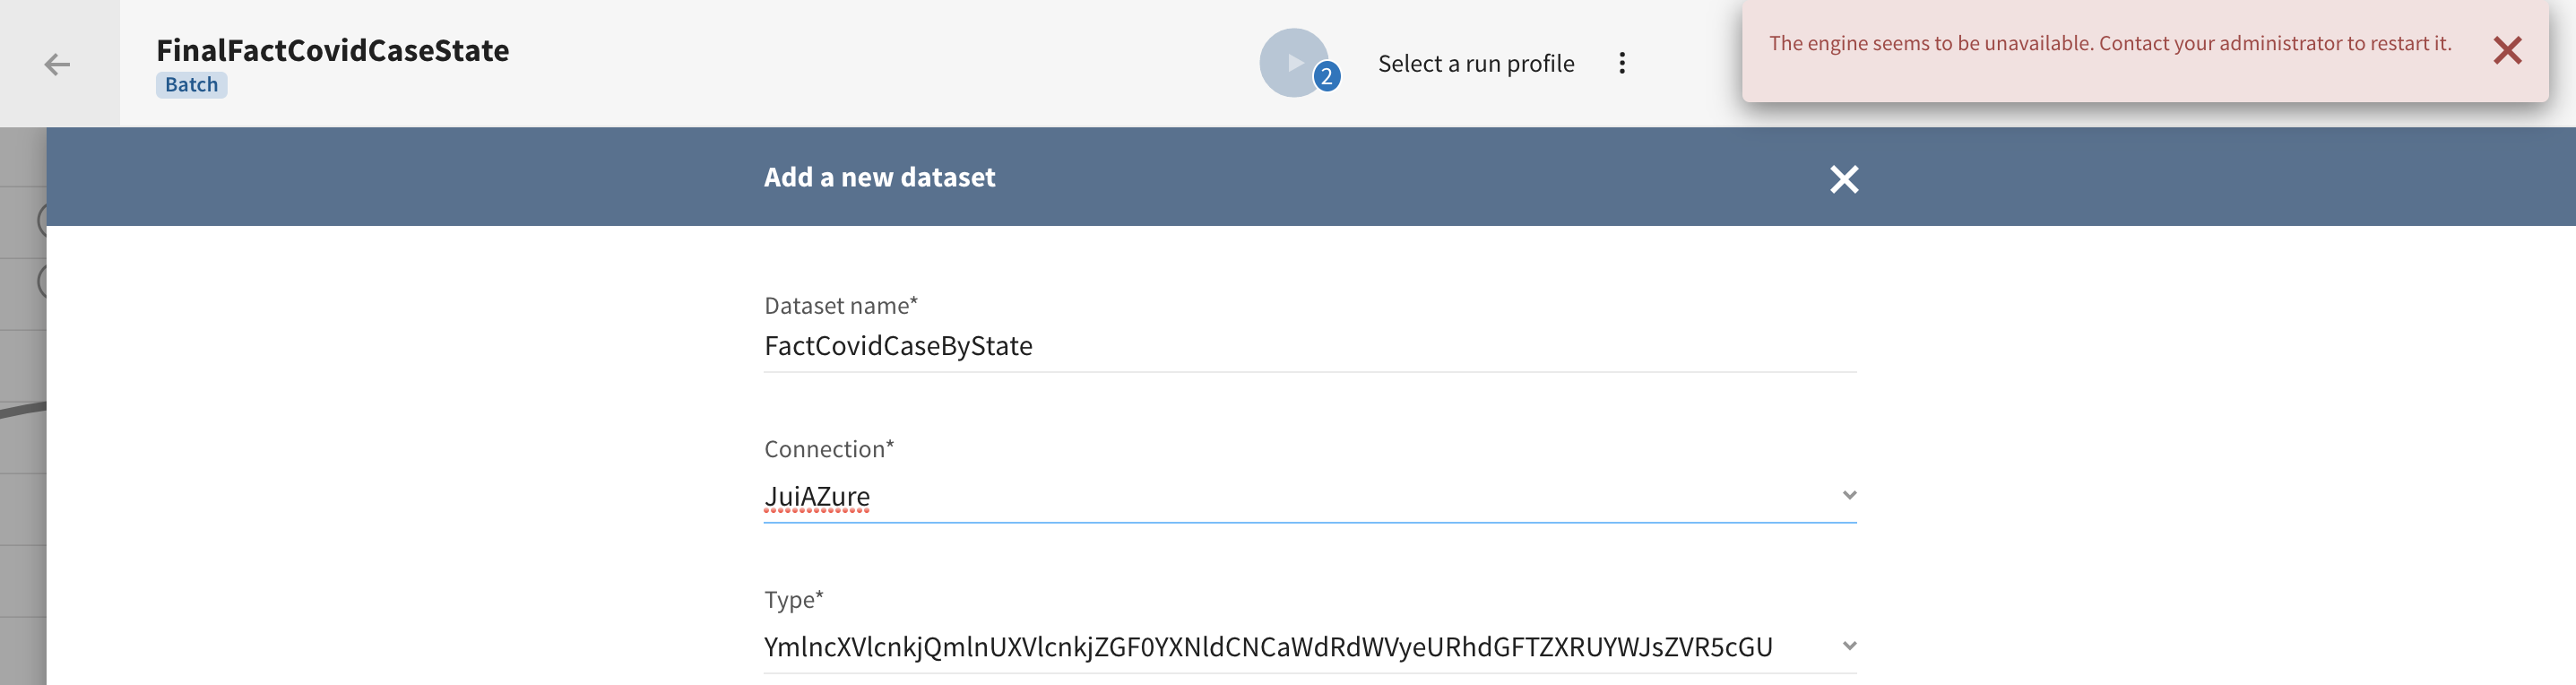 FinalFactCovidCaseState
Batch
2
Select a run profile
The engine seems to be unavailable. Contact your administrator to restart it.
Add a new dataset
Dataset name*
FactCovidCaseByState
Connection*
JuiAZure
Type*
YmlncXVlcnkjQmlnUXVlcnkjZGF0YXNldCNCaWdRdWVyeURhdGFTZXRUYWJsZVR5cGU